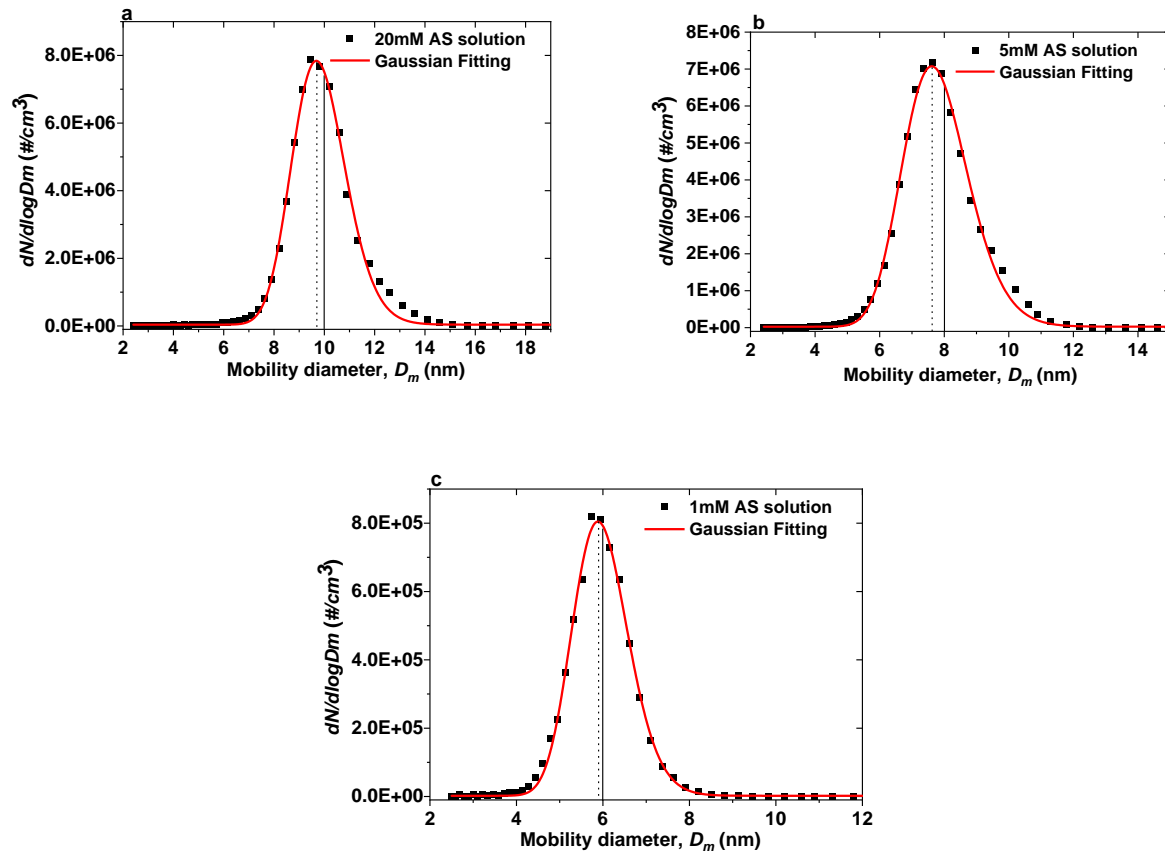 a
20mM AS solution
Gaussian Fitting
8.0E+06
6.0E+06
4.0E+06
2.0E+06
0.0E+00
dN/dlogDm (#/cm³)
2 4 6 8 10 12 14 16 18
Mobility diameter, Dm (nm)
b
5mM AS solution
Gaussian Fitting
8E+06
7E+06
6E+06
5E+06
4E+06
3E+06
2E+06
1E+06
0E+00
dN/dlogDm (#/cm³)
2 4 6 8 10 12 14
Mobility diameter, Dm (nm)
c
1mM AS solution
Gaussian Fitting
8.0E+05
6.0E+05
4.0E+05
2.0E+05
0.0E+00
dN/dlogDm (#/cm³)
2 4 6 8 10 12
Mobility diameter, Dm (nm)